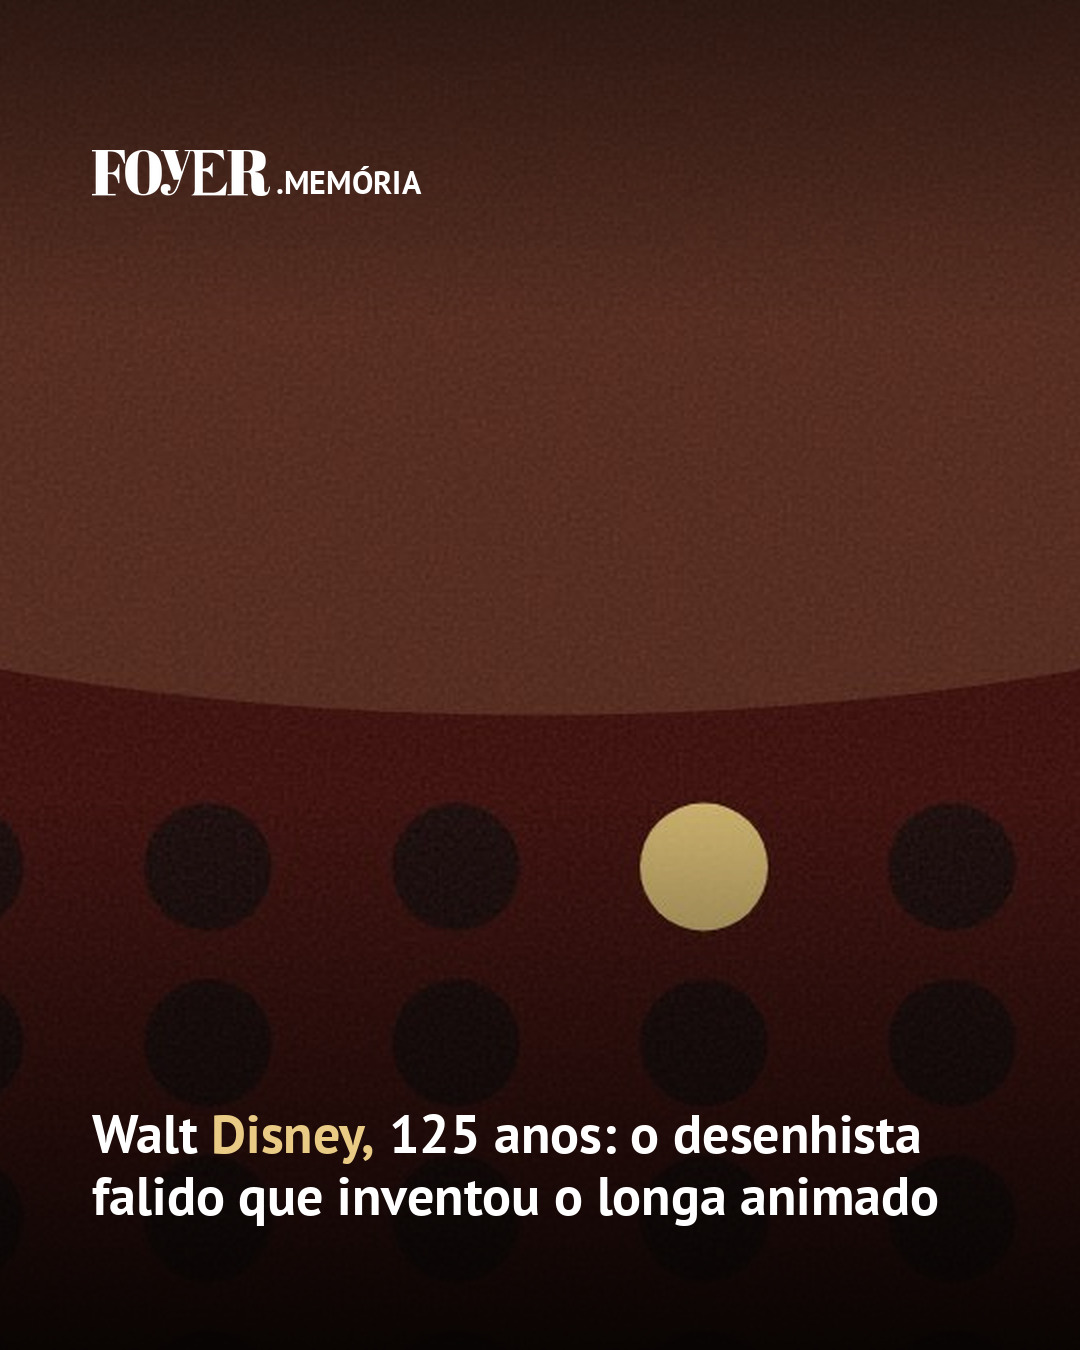 FOYER .MEMÓRIA
Walt Disney, 125 anos: o desenhista
falido que inventou o longa animado